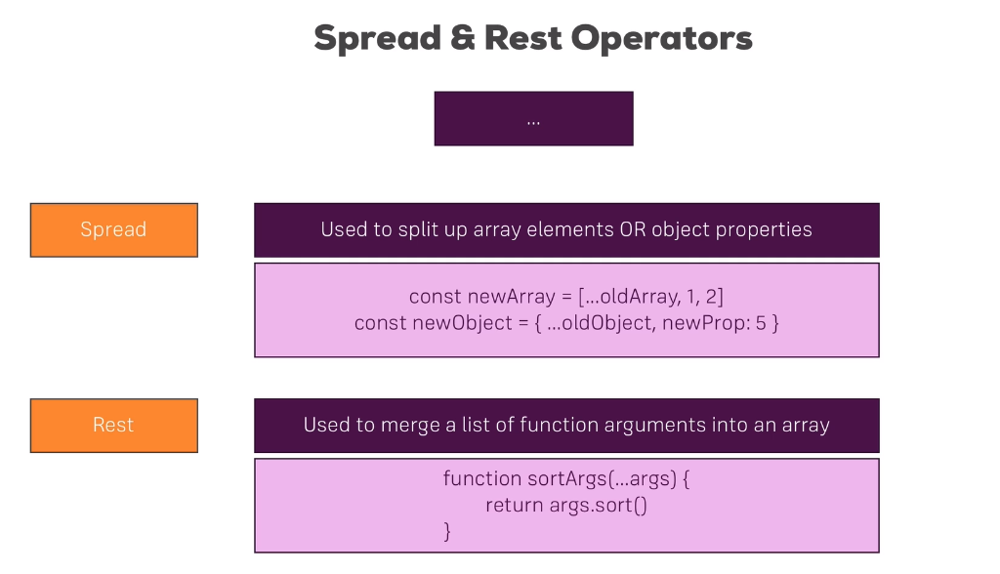 Spread & Rest Operators
...
Spread
Used to split up array elements OR object properties
const newArray = [...oldArray, 1, 2]
const newObject = { ...oldObject, newProp: 5 }
Rest
Used to merge a list of function arguments into an array
function sortArgs(...args) {
return args.sort()
}